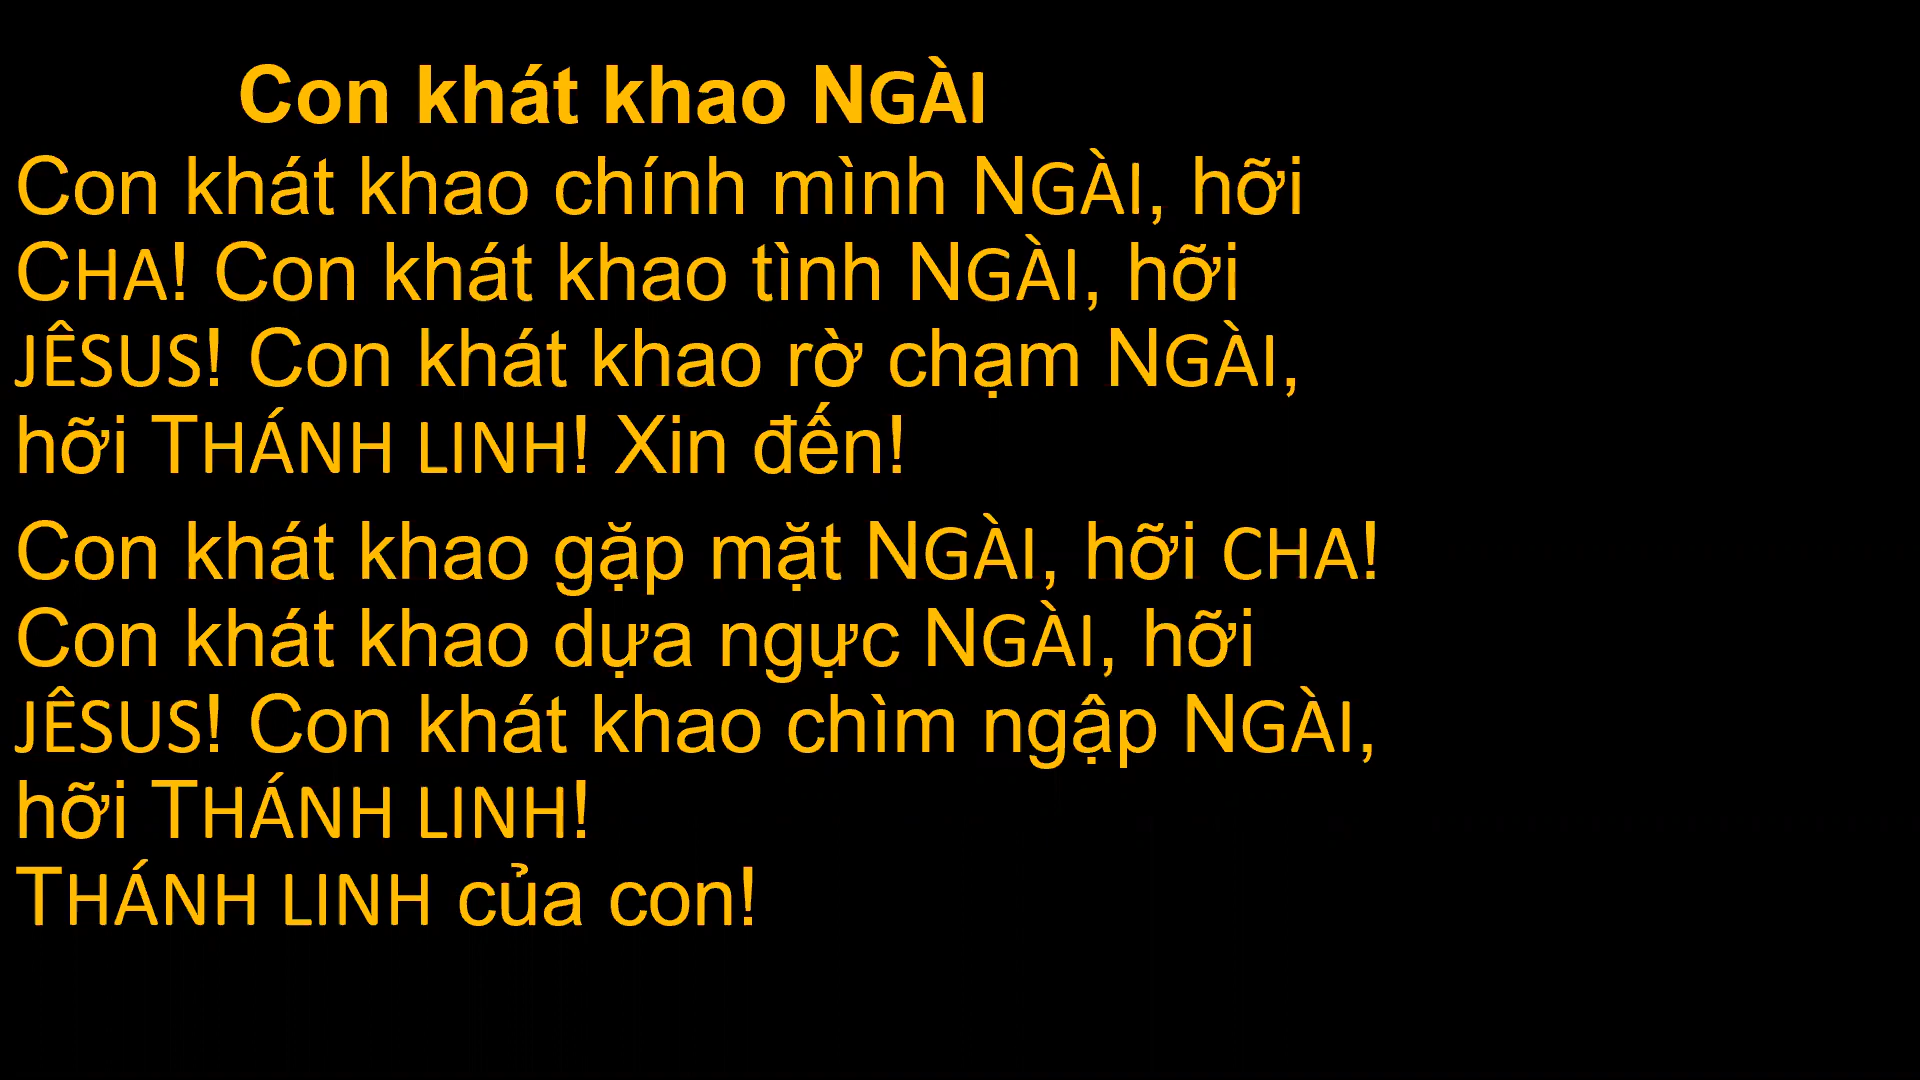 Con khát khao NGÀI
Con khát khao chính mình NGÀI, hỡi
CHA! Con khát khao tình NGÀI, hỡi
JÊSUS! Con khát khao rờ chạm NGÀI,
hỡi THÁNH LINH! Xin đến!
Con khát khao gặp mặt NGÀI, hỡi CHA!
Con khát khao dựa ngực NGÀI, hỡi
JÊSUS! Con khát khao chìm ngập NGÀI,
hỡi THÁNH LINH!
THÁNH LINH của con!